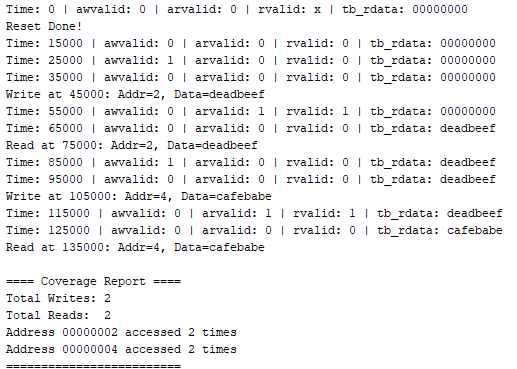 Time: 0 | awvalid: 0 | arvalid: 0 | rvalid: x | tb_rdata: 00000000
Reset Done!
Time: 15000 | awvalid: 0 | arvalid: 0 | rvalid: 0 | tb_rdata: 00000000
Time: 25000 | awvalid: 1 | arvalid: 0 | rvalid: 0 | tb_rdata: 00000000
Time: 35000 | awvalid: 0 | arvalid: 0 | rvalid: 0 | tb_rdata: 00000000
Write at 45000: Addr=2, Data=deadbeef
Time: 55000 | awvalid: 0 | arvalid: 1 | rvalid: 1 | tb_rdata: 00000000
Time: 65000 | awvalid: 0 | arvalid: 0 | rvalid: 0 | tb_rdata: deadbeef
Read at 75000: Addr=2, Data=deadbeef
Time: 85000 | awvalid: 1 | arvalid: 0 | rvalid: 0 | tb_rdata: deadbeef
Time: 95000 | awvalid: 0 | arvalid: 0 | rvalid: 0 | tb_rdata: deadbeef
Write at 105000: Addr=4, Data=cafebabe
Time: 115000 | awvalid: 0 | arvalid: 1 | rvalid: 1 | tb_rdata: deadbeef
Time: 125000 | awvalid: 0 | arvalid: 0 | rvalid: 0 | tb_rdata: cafebabe
Read at 135000: Addr=4, Data=cafebabe
==== Coverage Report ====
Total Writes: 2
Total Reads:  2
Address 00000002 accessed 2 times
Address 00000004 accessed 2 times
=========================